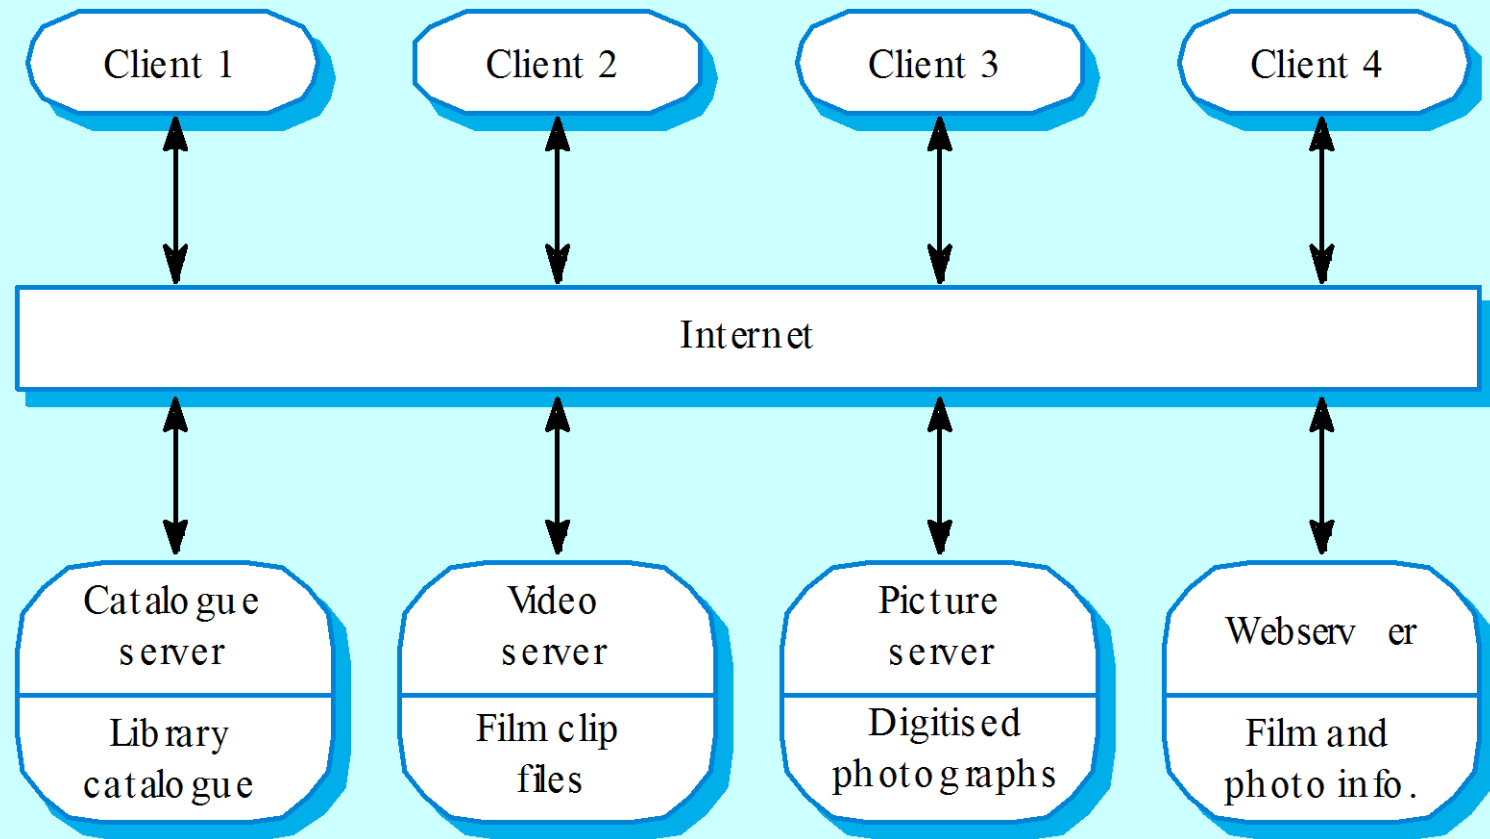 Client 1
Client 2
Client 3
Client 4
Internet
Catalogue
server
Library
catalogue
Video
server
Film clip
files
Picture
server
Digitised
photographs
Webserver
Film and
photo info.